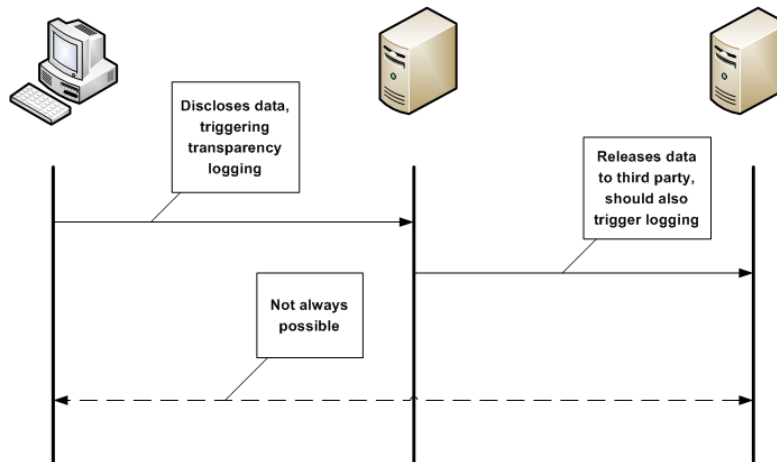 Discloses data,
triggering
transparency
logging
Releases data
to third party,
should also
trigger logging
Not always
possible